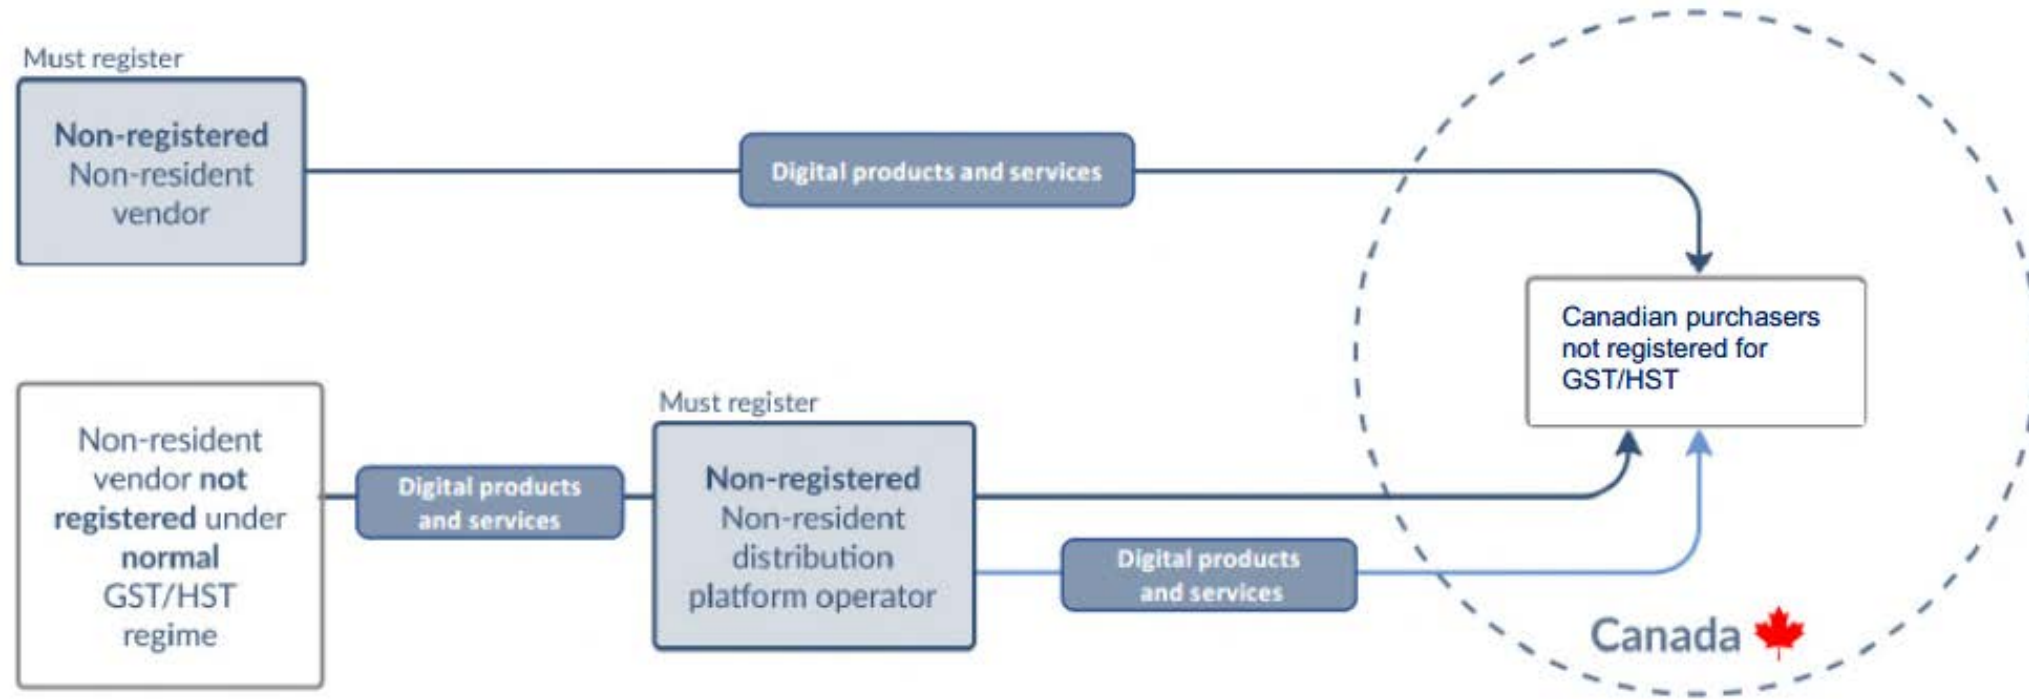 Must register
Non-registered
Non-resident
vendor
Digital products and services
Canadian purchasers
not registered for
GST/HST
Non-resident
vendor not
registered under
normal
GST/HST
regime
Digital products
and services
Must register
Non-registered
Non-resident
distribution
platform operator
Digital products
and services
Canada